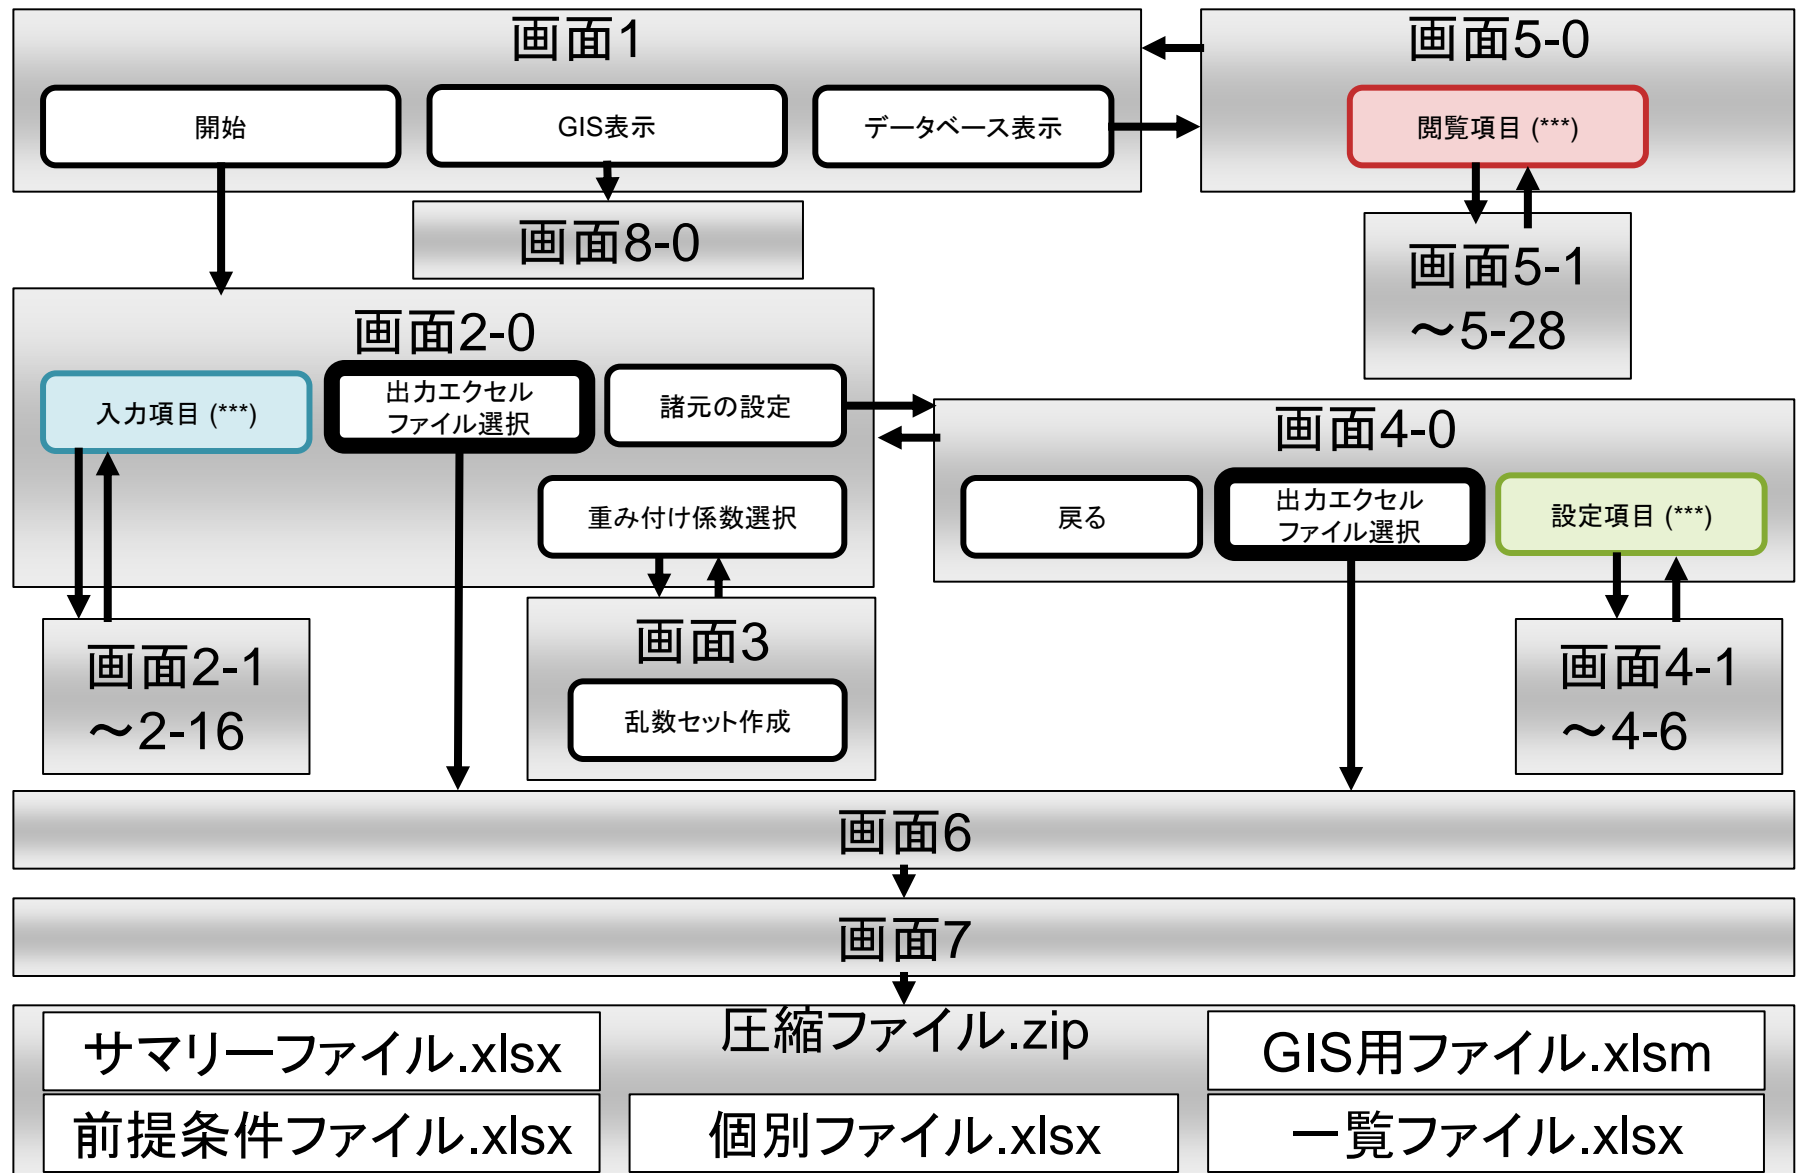 画面1
開始
GIS表示
データベース表示
画面5-0
閲覧項目 (***)
画面8-0
画面5-1
～5-28
画面2-0
入力項目 (***)
出力エクセル
ファイル選択
諸元の設定
重み付け係数選択
画面4-0
戻る
出力エクセル
ファイル選択
設定項目 (***)
画面2-1
～2-16
画面3
乱数セット作成
画面4-1
～4-6
画面6
画面7
圧縮ファイル.zip
サマリーファイル.xlsx
GIS用ファイル.xlsm
前提条件ファイル.xlsx
個別ファイル.xlsx
一覧ファイル.xlsx